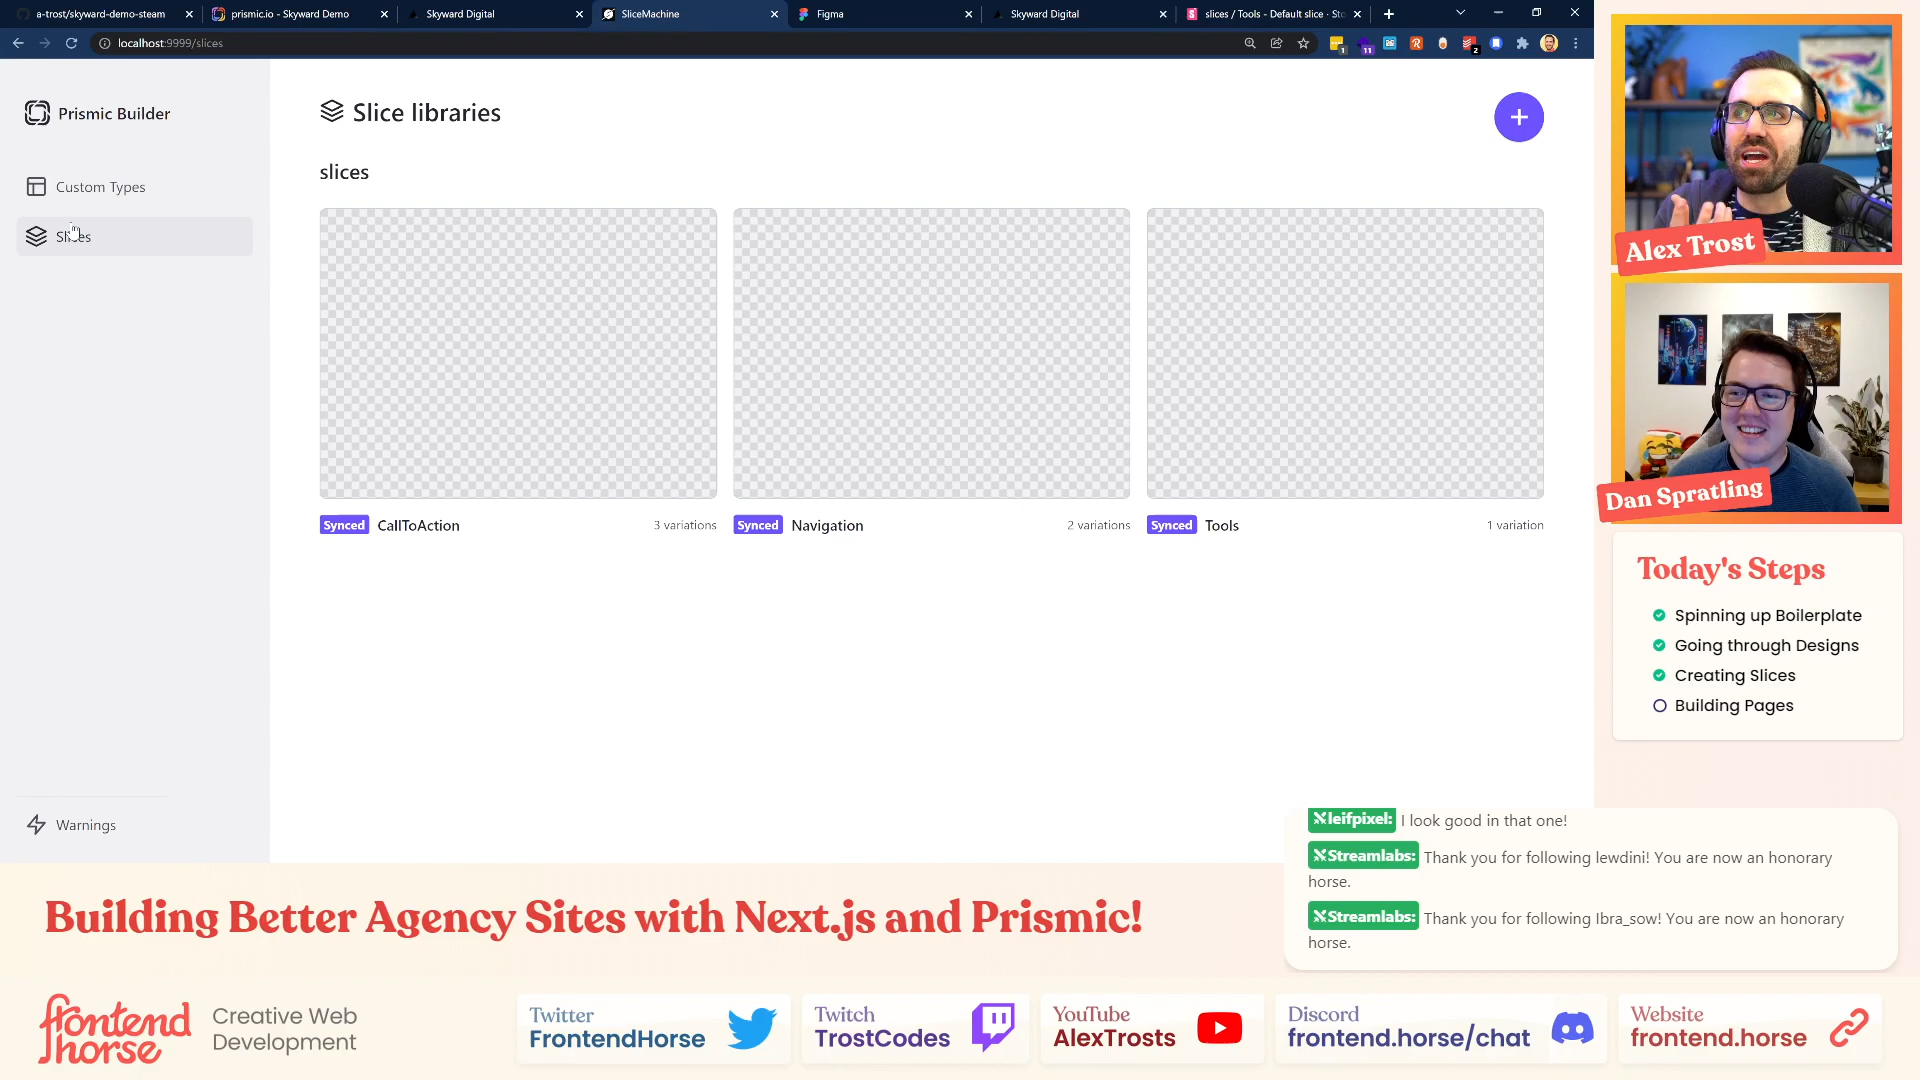 a-trost/skyward-demo-steam
prismic.io - Skyward Demo
Skyward Digital
SliceMachine
Figma
Skyward Digital
slices / Tools - Default slice · Sto
localhost:9999/slices
1
11
2
Prismic Builder
Custom Types
Slices
Warnings
Slice libraries
slices
Synced CallToAction 3 variations
Synced Navigation 2 variations
Synced Tools 1 variation
Alex Trost
Dan Spratling
Today's Steps
Spinning up Boilerplate
Going through Designs
Creating Slices
Building Pages
leifpixel: I look good in that one!
Streamlabs: Thank you for following lewdini! You are now an honorary
horse.
Streamlabs: Thank you for following Ibra_sow! You are now an honorary
horse.
Building Better Agency Sites with Next.js and Prismic!
frontend
horse
Creative Web
Development
Twitter
FrontendHorse
Twitch
TrostCodes
YouTube
AlexTrosts
Discord
frontend.horse/chat
Website
frontend.horse